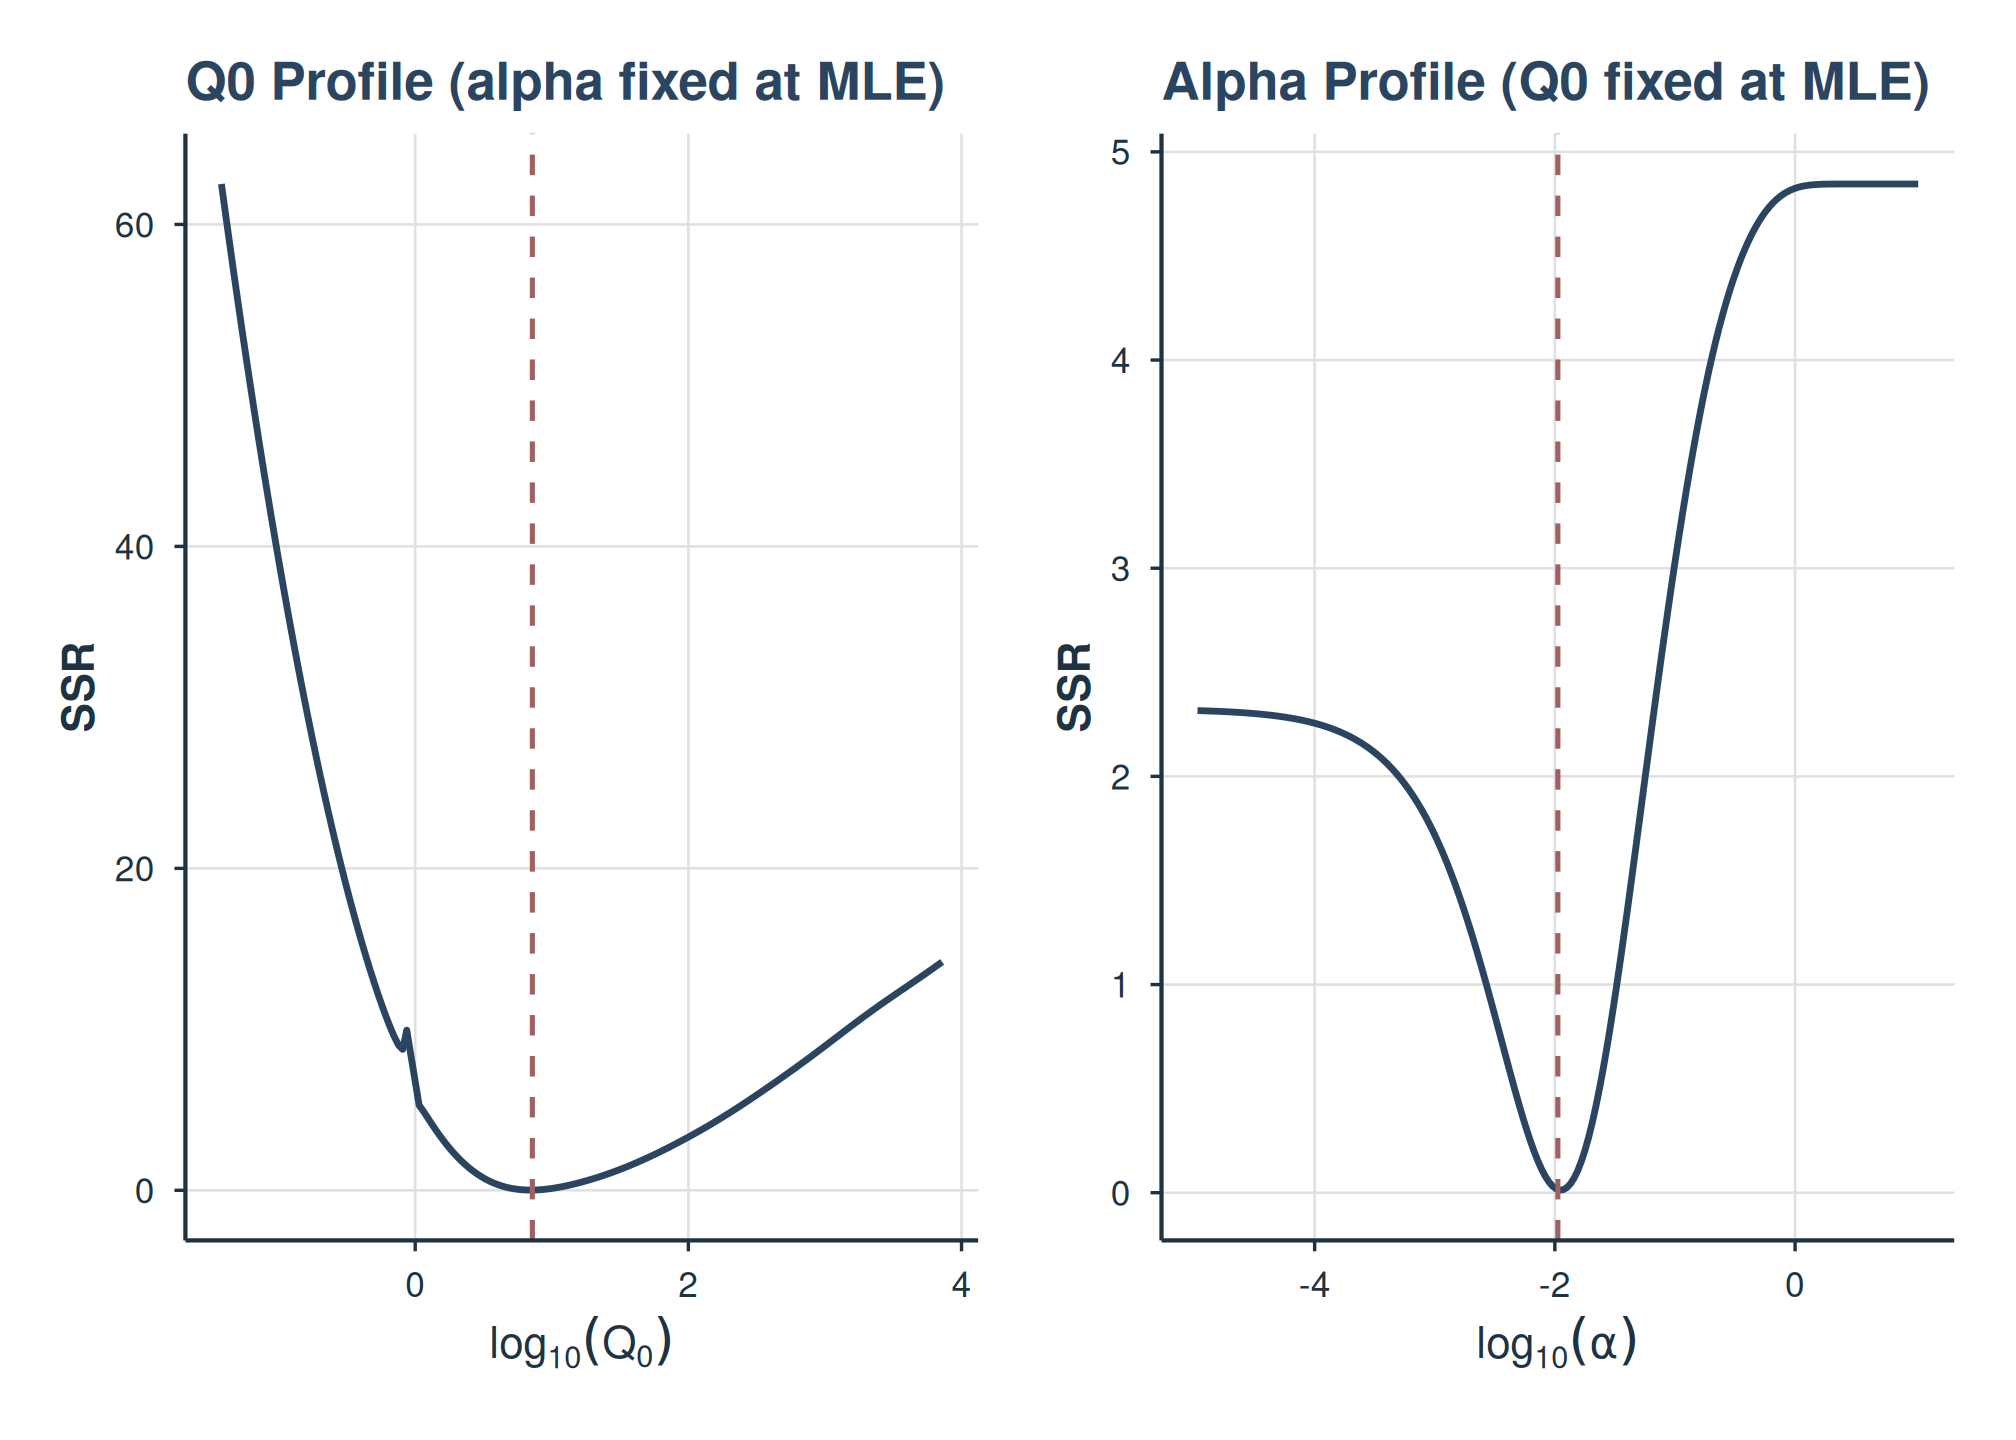 Q0 Profile (alpha fixed at MLE)
SSR
60
40
20
0
0 2 4
log10(Q0)
Alpha Profile (Q0 fixed at MLE)
SSR
5
4
3
2
1
0
-4 -2 0
log10(α)